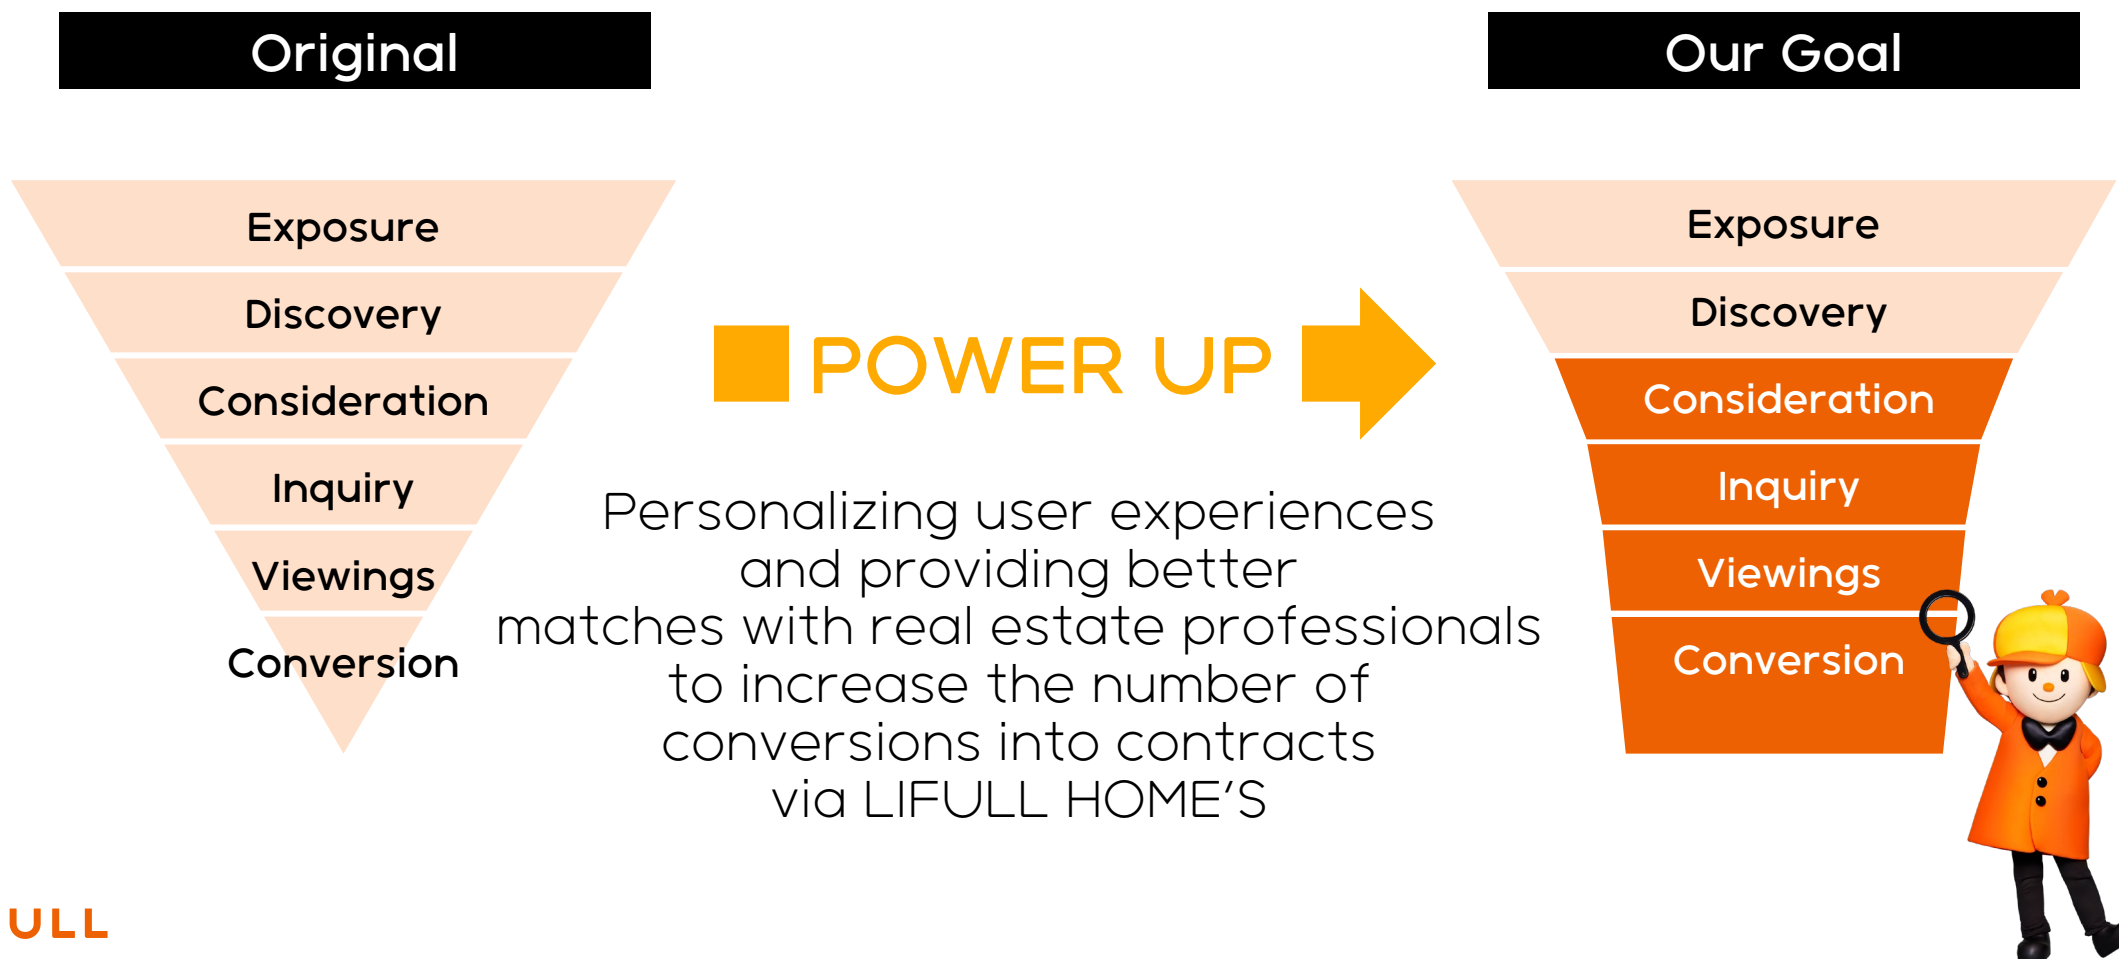 Original
Exposure
Discovery
Consideration
Inquiry
Viewings
Conversion
POWER UP
Personalizing user experiences
and providing better
matches with real estate professionals
to increase the number of
conversions into contracts
via LIFULL HOME'S
Our Goal
Exposure
Discovery
Consideration
Inquiry
Viewings
Conversion
ULL